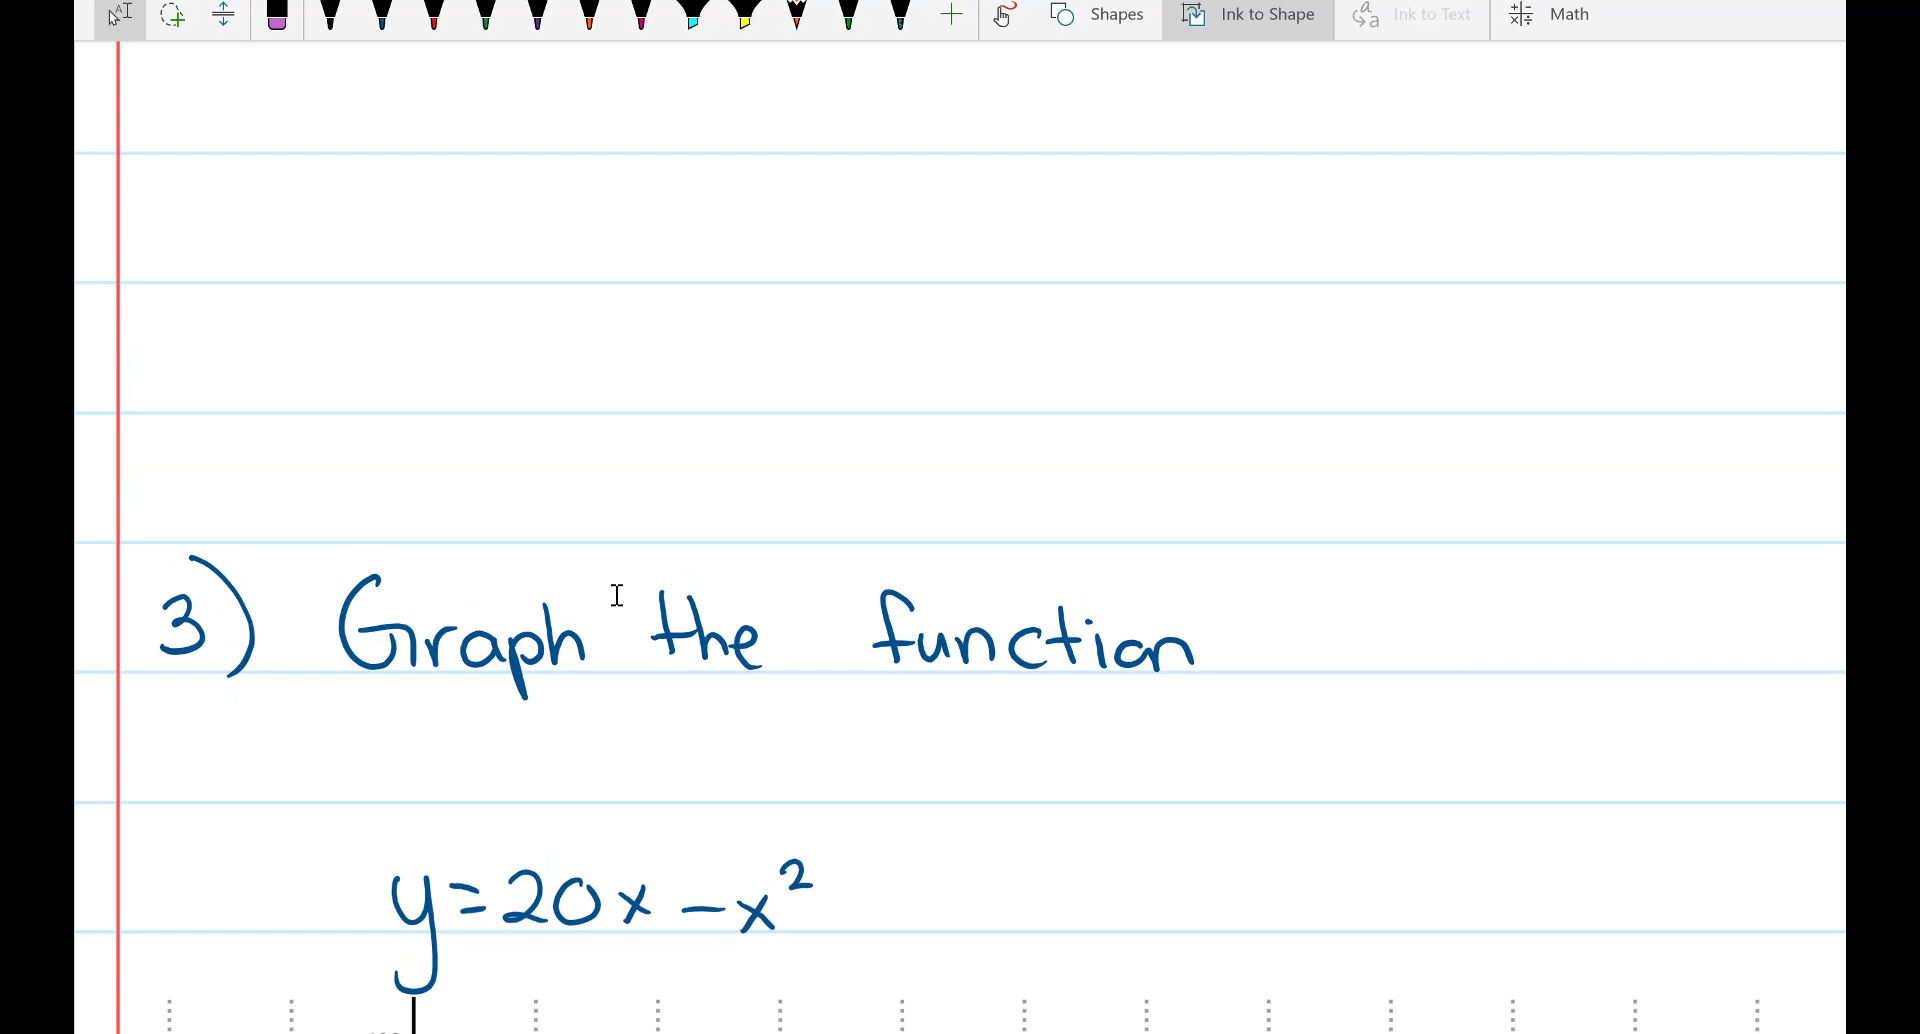 Shapes Ink to Shape Ink to Text Math
3) Graph the function
y=20x-x²